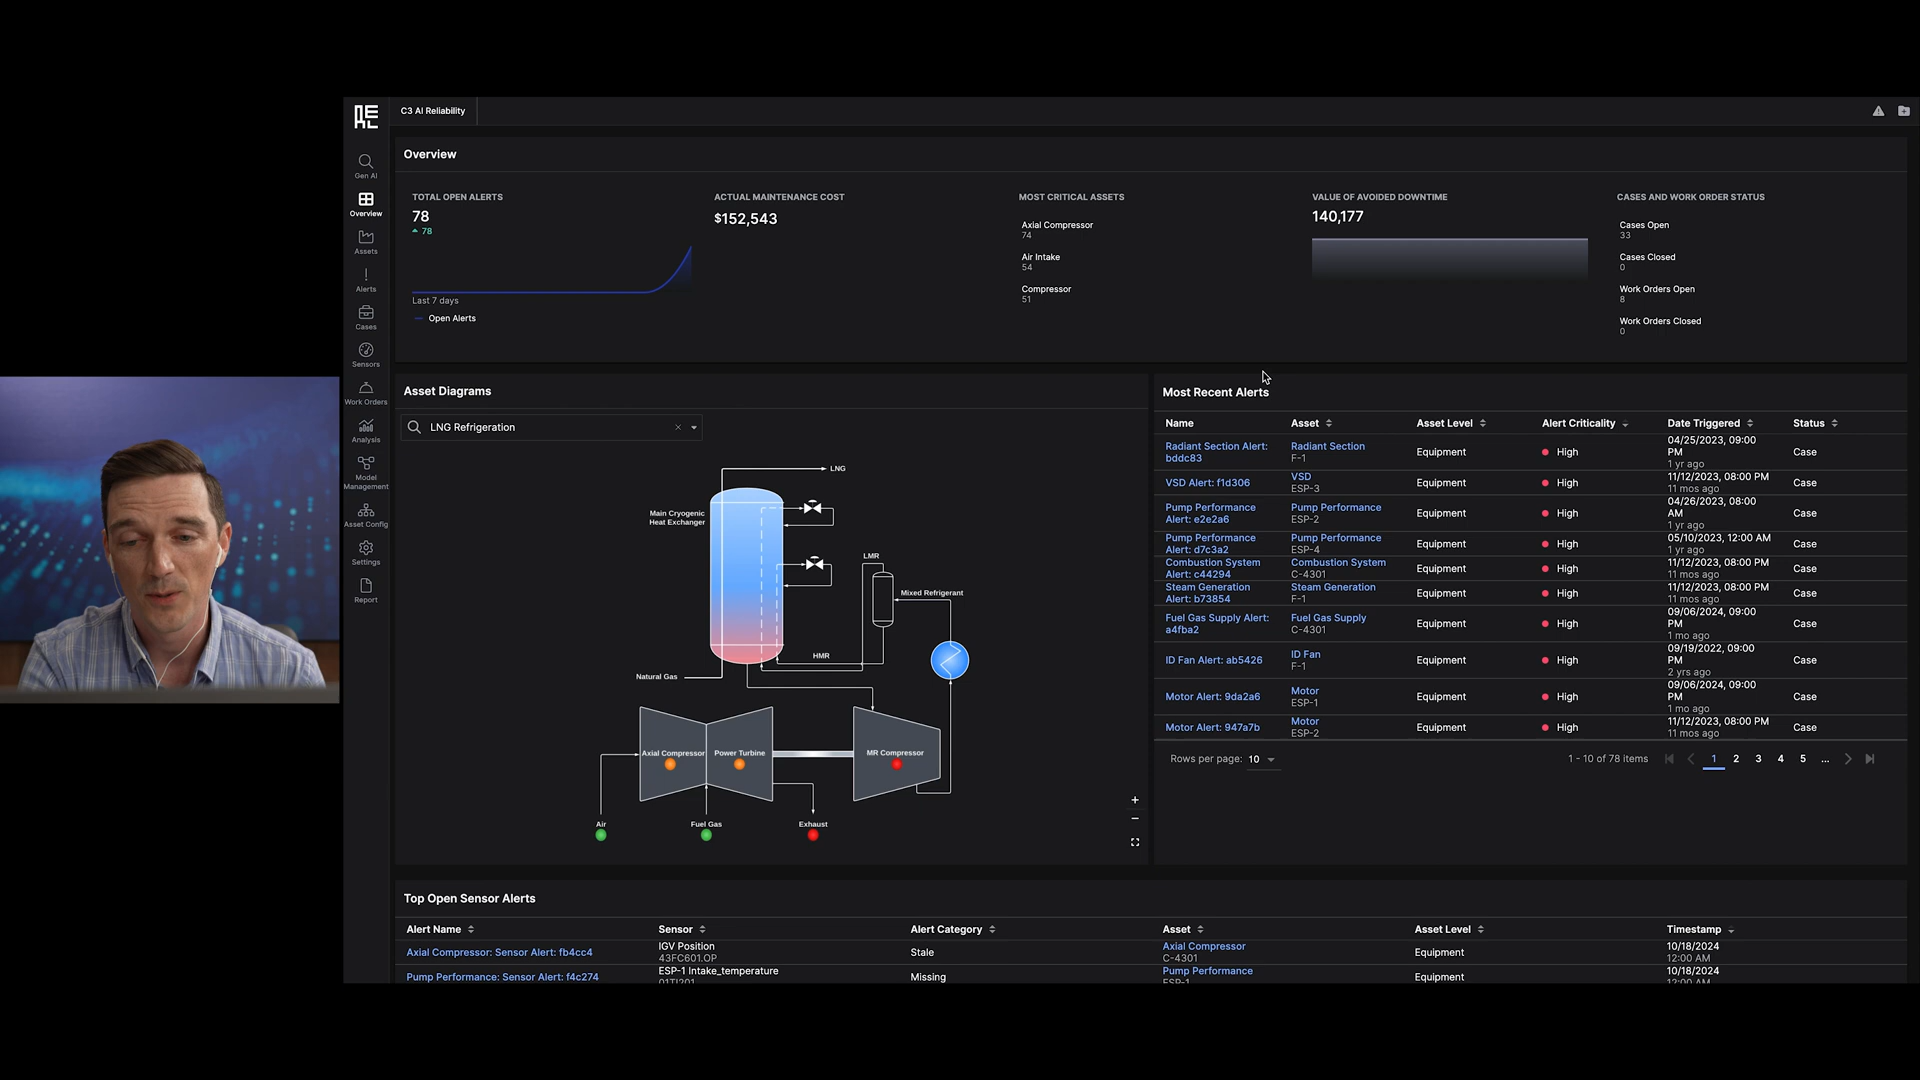 C3 AI Reliability
Gen AI
Overview
Assets
Alerts
Cases
Sensors
Work Orders
Analysis
Model
Management
Asset Config
Settings
Report
Overview
TOTAL OPEN ALERTS
78
78
Last 7 days
Open Alerts
ACTUAL MAINTENANCE COST
$152,543
MOST CRITICAL ASSETS
Axial Compressor
74
Air Intake
54
Compressor
51
VALUE OF AVOIDED DOWNTIME
140,177
CASES AND WORK ORDER STATUS
Cases Open
33
Cases Closed
0
Work Orders Open
8
Work Orders Closed
0
Asset Diagrams
LNG Refrigeration
LNG
Main Cryogenic
Heat Exchanger
LMR
Mixed Refrigerant
HMR
Natural Gas
Axial Compressor
Power Turbine
MR Compressor
Air
Fuel Gas
Exhaust
Most Recent Alerts
Name Asset Asset Level Alert Criticality Date Triggered Status
Radiant Section Alert: bddc83 Radiant Section F-1 Equipment High 04/25/2023, 09:00 PM 1 yr ago Case
VSD Alert: f1d306 VSD ESP-3 Equipment High 11/12/2023, 08:00 PM 11 mos ago Case
Pump Performance Alert: e2e2a6 Pump Performance ESP-2 Equipment High 04/26/2023, 08:00 AM 1 yr ago Case
Pump Performance Alert: d7c3a2 Pump Performance ESP-4 Equipment High 05/10/2023, 12:00 AM 1 yr ago Case
Combustion System Alert: c44294 Combustion System C-4301 Equipment High 11/12/2023, 08:00 PM 11 mos ago Case
Steam Generation Alert: b73854 Steam Generation F-1 Equipment High 11/12/2023, 08:00 PM 11 mos ago Case
Fuel Gas Supply Alert: a4fba2 Fuel Gas Supply C-4301 Equipment High 09/06/2024, 09:00 PM 1 mo ago Case
ID Fan Alert: ab5426 ID Fan F-1 Equipment High 09/19/2022, 09:00 PM 2 yrs ago Case
Motor Alert: 9da2a6 Motor ESP-1 Equipment High 09/06/2024, 09:00 PM 1 mo ago Case
Motor Alert: 947a7b Motor ESP-2 Equipment High 11/12/2023, 08:00 PM 11 mos ago Case
Rows per page: 10 1 - 10 of 78 items 1 2 3 4 5 ...
Top Open Sensor Alerts
Alert Name Sensor Alert Category Asset Asset Level Timestamp
Axial Compressor: Sensor Alert: fb4cc4 IGV Position 43FC601.OP Stale Axial Compressor C-4301 Equipment 10/18/2024 12:00 AM
Pump Performance: Sensor Alert: f4c274 ESP-1 Intake_temperature 01TI201 Missing Pump Performance ESP-1 Equipment 10/18/2024 12:00 AM